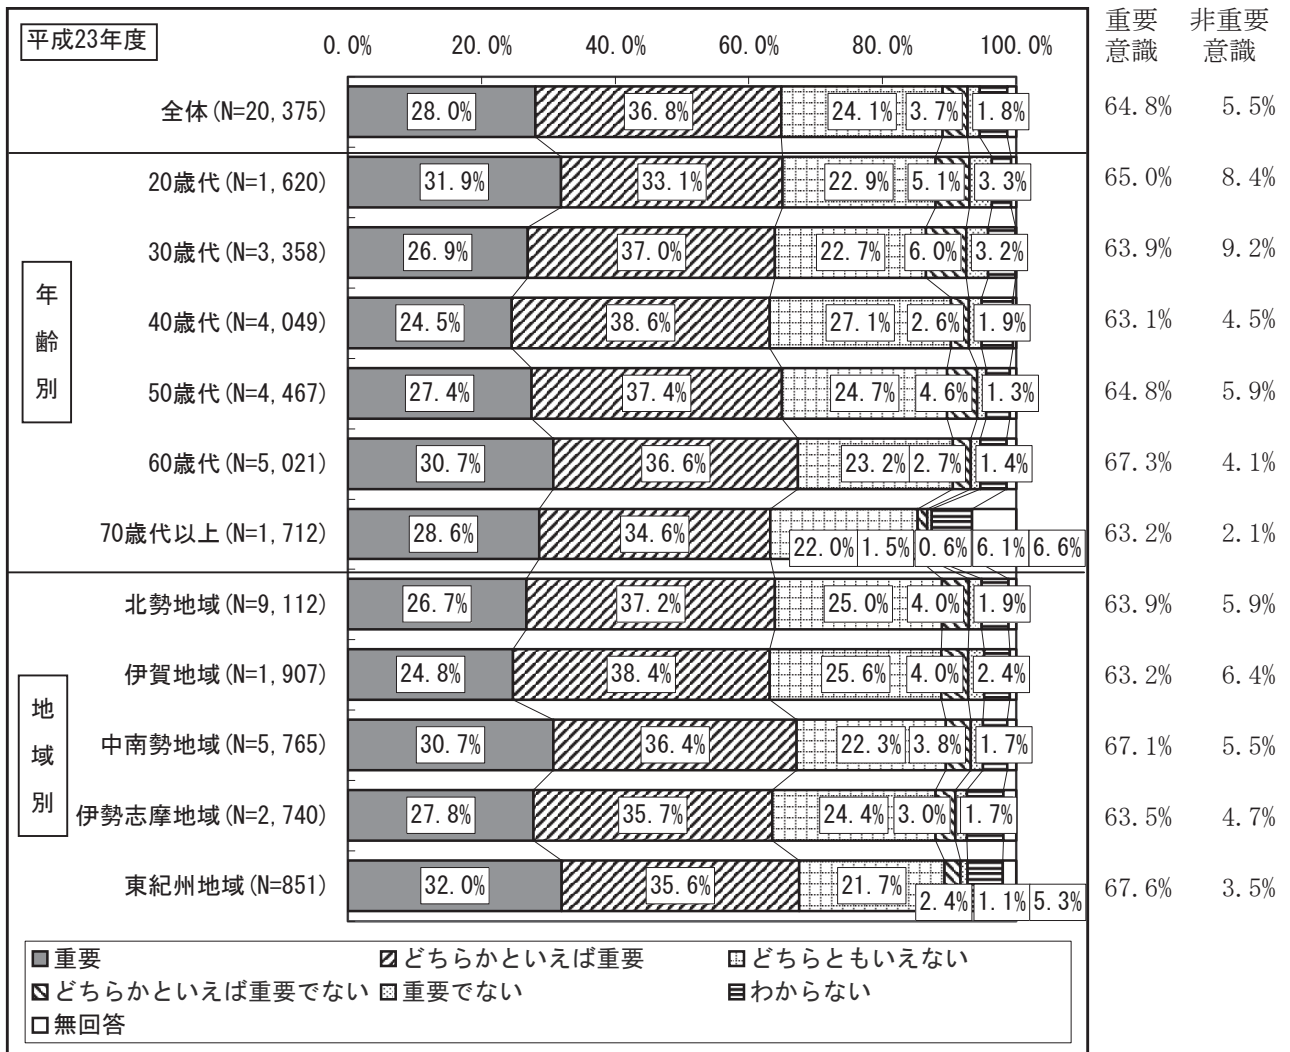 平成23年度
0.0% 20.0% 40.0% 60.0% 80.0% 100.0%
重要意識 非重要意識
全体(N=20,375) 28.0% 36.8% 24.1% 3.7% 1.8% 64.8% 5.5%
年齢別
20歳代(N=1,620) 31.9% 33.1% 22.9% 5.1% 3.3% 65.0% 8.4%
30歳代(N=3,358) 26.9% 37.0% 22.7% 6.0% 3.2% 63.9% 9.2%
40歳代(N=4,049) 24.5% 38.6% 27.1% 2.6% 1.9% 63.1% 4.5%
50歳代(N=4,467) 27.4% 37.4% 24.7% 4.6% 1.3% 64.8% 5.9%
60歳代(N=5,021) 30.7% 36.6% 23.2% 2.7% 1.4% 67.3% 4.1%
70歳代以上(N=1,712) 28.6% 34.6% 22.0% 1.5% 0.6% 6.1% 6.6% 63.2% 2.1%
地域別
北勢地域(N=9,112) 26.7% 37.2% 25.0% 4.0% 1.9% 63.9% 5.9%
伊賀地域(N=1,907) 24.8% 38.4% 25.6% 4.0% 2.4% 63.2% 6.4%
中南勢地域(N=5,765) 30.7% 36.4% 22.3% 3.8% 1.7% 67.1% 5.5%
伊勢志摩地域(N=2,740) 27.8% 35.7% 24.4% 3.0% 1.7% 63.5% 4.7%
東紀州地域(N=851) 32.0% 35.6% 21.7% 2.4% 1.1% 5.3% 67.6% 3.5%
重要 どちらかといえば重要 どちらともいえない
どちらかといえば重要でない 重要でない わからない
無回答